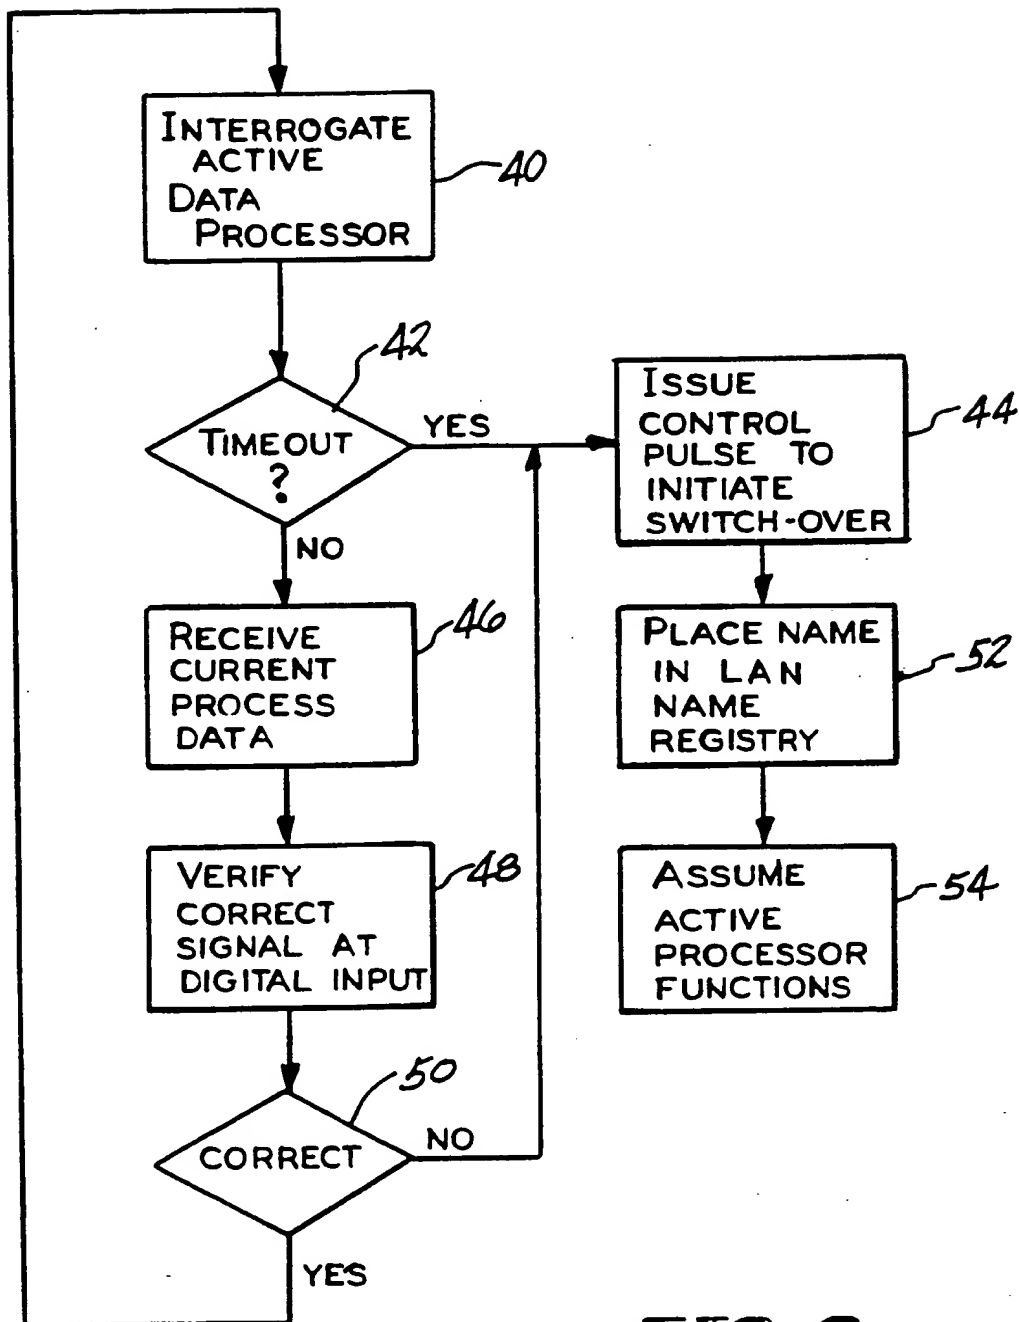 INTERROGATE
ACTIVE
DATA
PROCESSOR
40
42
TIMEOUT
?
YES
NO
ISSUE
CONTROL
PULSE TO
INITIATE
SWITCH-OVER
44
RECEIVE
CURRENT
PROCESS
DATA
46
PLACE NAME
IN LAN
NAME
REGISTRY
52
VERIFY
CORRECT
SIGNAL AT
DIGITAL INPUT
48
ASSUME
ACTIVE
PROCESSOR
FUNCTIONS
54
50
CORRECT
NO
YES